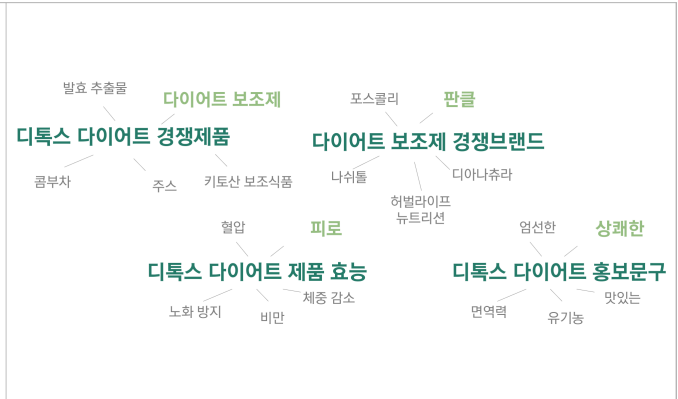 발효 추출물
다이어트 보조제
디톡스 다이어트 경쟁제품
콤부차
주스
키토산 보조식품
포스콜리
판클
다이어트 보조제 경쟁브랜드
나쉬톨
디아나츄라
허벌라이프
뉴트리션
혈압
피로
디톡스 다이어트 제품 효능
노화 방지
비만
체중 감소
엄선한
상쾌한
디톡스 다이어트 홍보문구
면역력
유기농
맛있는